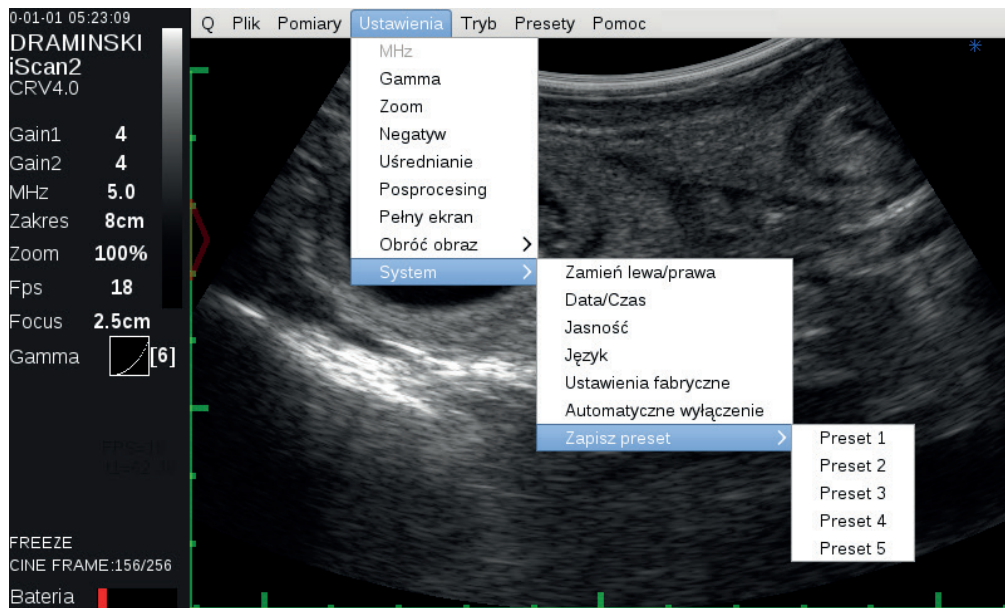 0-01-01 05:23:09
DRAMINSKI
iScan2
CRV4.0
Gain1 4
Gain2 4
MHz 5.0
Zakres 8cm
Zoom 100%
Fps 18
Focus 2.5cm
Gamma [6]
FREEZE
CINE FRAME:156/256
Bateria
Q Plik Pomiary Ustawienia Tryb Presety Pomoc
MHz
Gamma
Zoom
Negatyw
Uśrednianie
Posprocesing
Pełny ekran
Obróć obraz
System
Zamień lewa/prawa
Data/Czas
Jasność
Język
Ustawienia fabryczne
Automatyczne wyłączenie
Zapisz preset
Preset 1
Preset 2
Preset 3
Preset 4
Preset 5